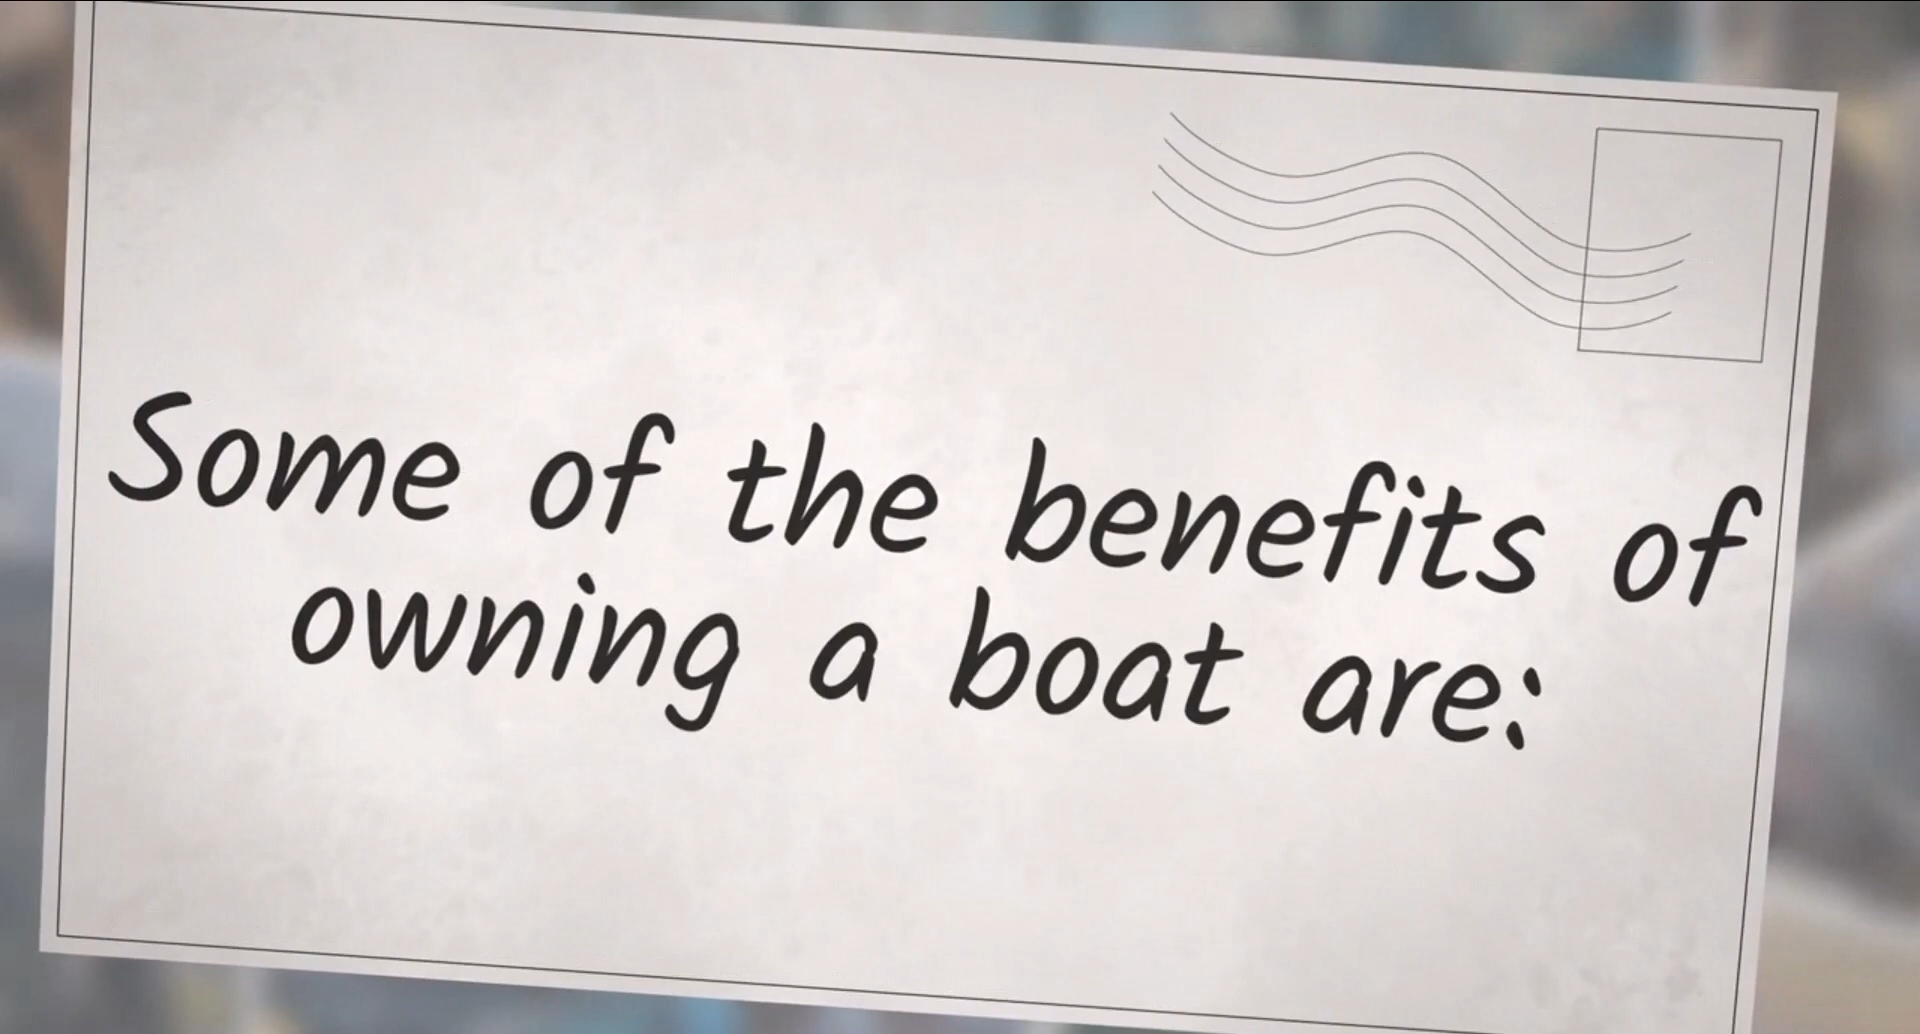 Some of the benefits of
owning a boat are: